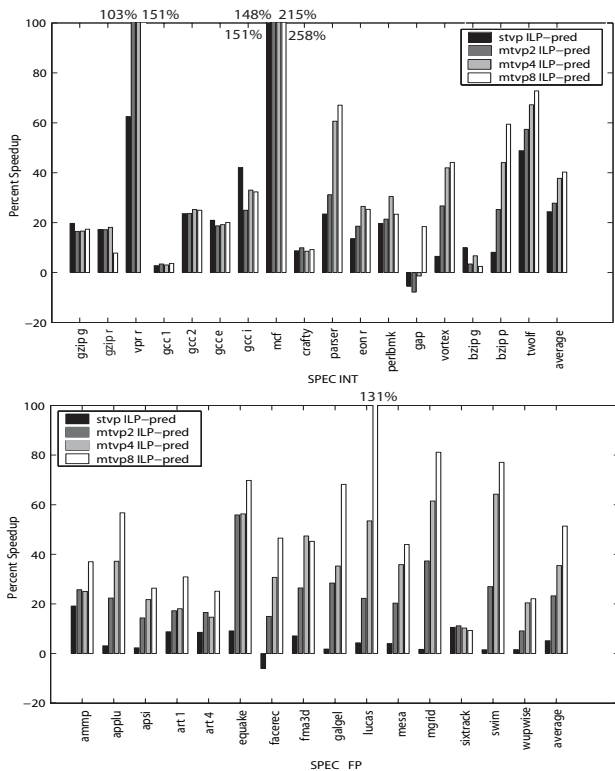 103% 151% 148% 215%
151% 258%
100
80
60
40
20
0
−20
Percent Speedup
stvp ILP−pred
mtvp2 ILP−pred
mtvp4 ILP−pred
mtvp8 ILP−pred
gzip g
gzip r
vpr r
gcc 1
gcc 2
gcc e
gcc i
mcf
crafty
parser
eon r
perlbmk
gap
vortex
bzip g
bzip p
twolf
average
SPEC INT
131%
100
80
60
40
20
0
−20
Percent Speedup
stvp ILP−pred
mtvp2 ILP−pred
mtvp4 ILP−pred
mtvp8 ILP−pred
ammp
applu
apsi
art 1
art 4
equake
facerec
fma3d
galgel
lucas
mesa
mgrid
sixtrack
swim
wupwise
average
SPEC FP